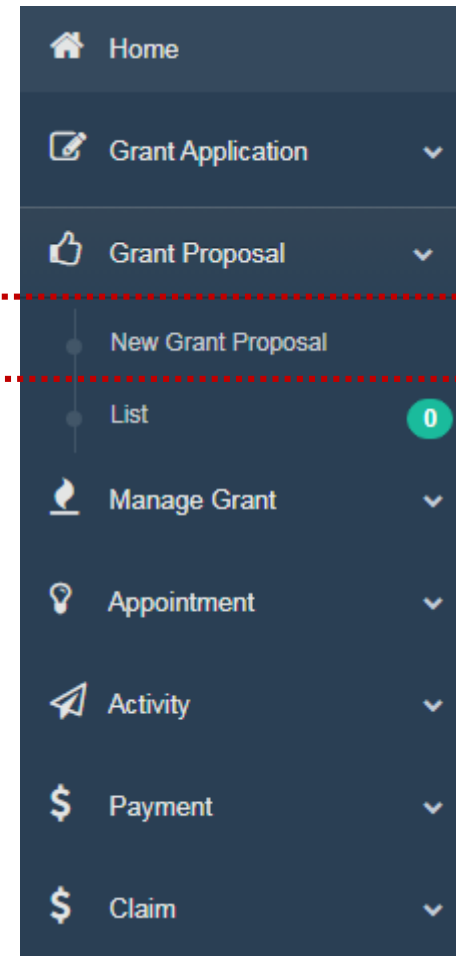 Home
Grant Application
Grant Proposal
New Grant Proposal
List 0
Manage Grant
Appointment
Activity
$ Payment
$ Claim